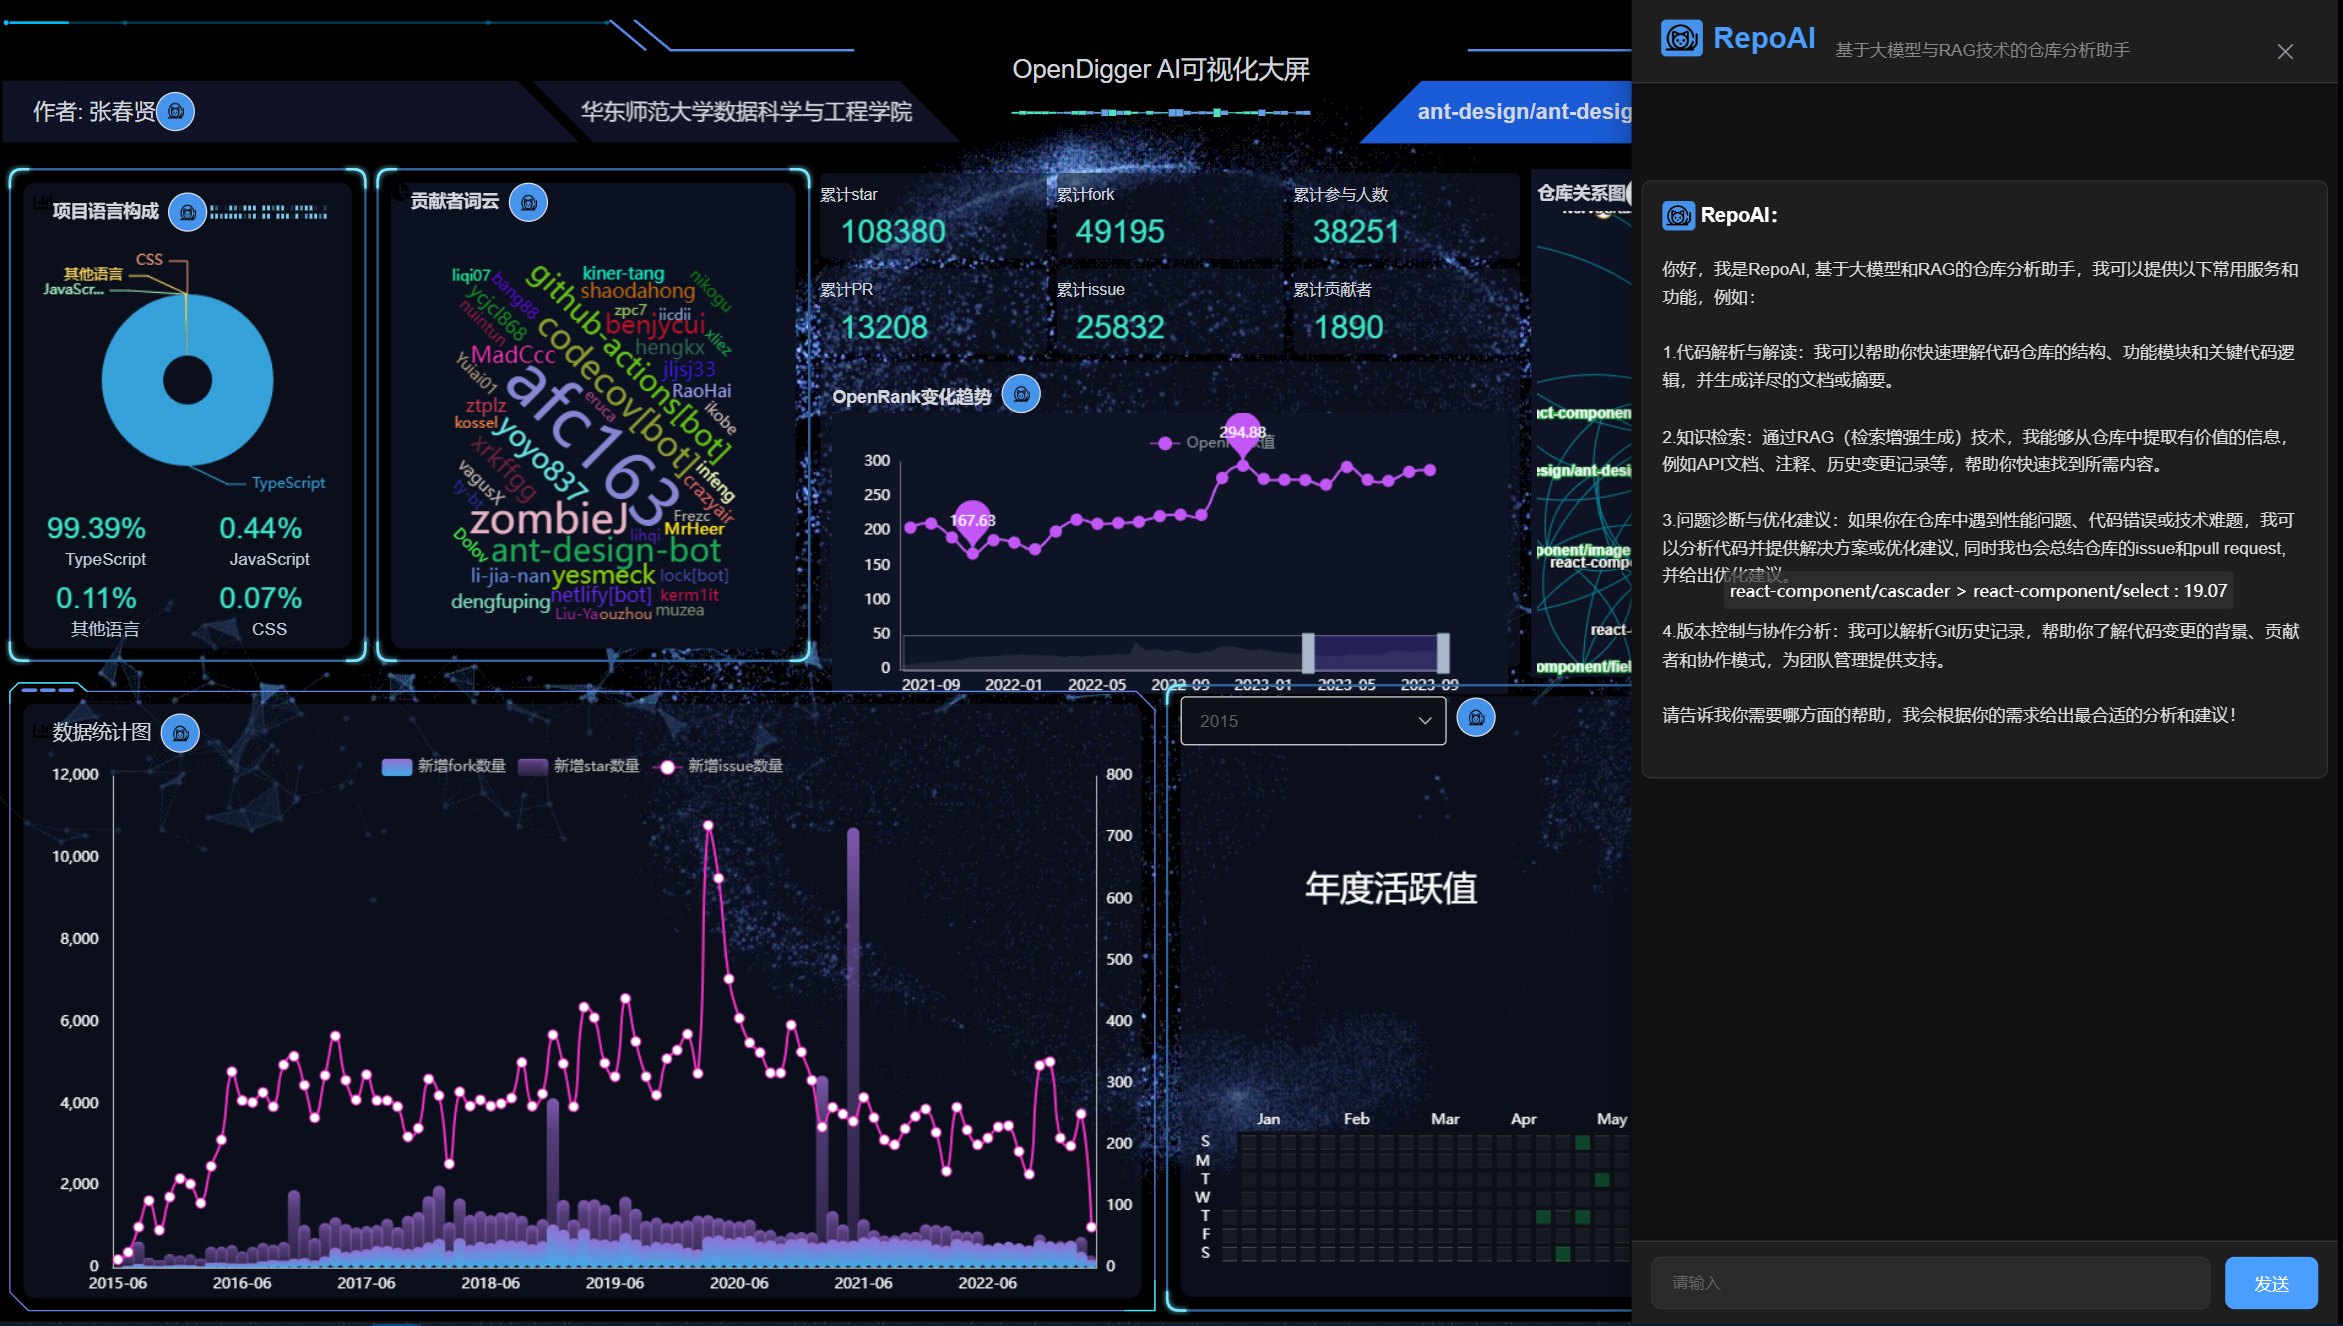 OpenDigger AI可视化大屏
作者: 张春贤
华东师范大学数据科学与工程学院
ant-design/ant-desig
项目语言构成
CSS
其他语言
JavaScr...
TypeScript
99.39%
TypeScript
0.44%
JavaScript
0.11%
其他语言
0.07%
CSS
贡献者词云
liqi07
bang88
github-actions[bot]
kiner-tang
shaodahong
nikogu
ycjcl868
nuintun
zpc7
iicdii
benjycui
xliez
codecov[bot]
hengkx
MadCcc
jljsj33
Yuiai01
afc163
eruca
RaoHai
ikobe
ztplz
kossel
yoyo837
xrkffgg
infeng
crazyair
vagusX
ty-bt
zombieJ
Frezc
MrHeer
lihqi
Dolov
ant-design-bot
li-jia-nan
yesmeck
lock[bot]
dengfuping
netlify[bot]
kerm1it
Liu-Ya
ouzhou
muzea
累计star
108380
累计fork
49195
累计参与人数
38251
累计PR
13208
累计issue
25832
累计贡献者
1890
OpenRank变化趋势
294.88
167.63
300
250
200
150
100
50
0
2021-09 2022-01 2022-05 2022-09 2023-01 2023-05 2023-09
仓库关系图
act-component
esign/ant-desi
ponent/image
react-compo
react-
omponent/fiel
数据统计图
新增fork数量 新增star数量 新增issue数量
12,000
10,000
8,000
6,000
4,000
2,000
0
800
700
600
500
400
300
200
100
0
2015-06 2016-06 2017-06 2018-06 2019-06 2020-06 2021-06 2022-06
2015
年度活跃值
Jan Feb Mar Apr May
S
M
T
W
T
F
S
RepoAI 基于大模型与RAG技术的仓库分析助手
RepoAI：
你好，我是RepoAI, 基于大模型和RAG的仓库分析助手，我可以提供以下常用服务和
功能，例如：
1.代码解析与解读：我可以帮助你快速理解代码仓库的结构、功能模块和关键代码逻
辑，并生成详尽的文档或摘要。
2.知识检索：通过RAG（检索增强生成）技术，我能够从仓库中提取有价值的信息，
例如API文档、注释、历史变更记录等，帮助你快速找到所需内容。
3.问题诊断与优化建议：如果你在仓库中遇到性能问题、代码错误或技术难题，我可
以分析代码并提供解决方案或优化建议, 同时我也会总结仓库的issue和pull request,
并给出优化建议。
react-component/cascader > react-component/select : 19.07
4.版本控制与协作分析：我可以解析Git历史记录，帮助你了解代码变更的背景、贡献
者和协作模式，为团队管理提供支持。
请告诉我你需要哪方面的帮助，我会根据你的需求给出最合适的分析和建议！
请输入
发送